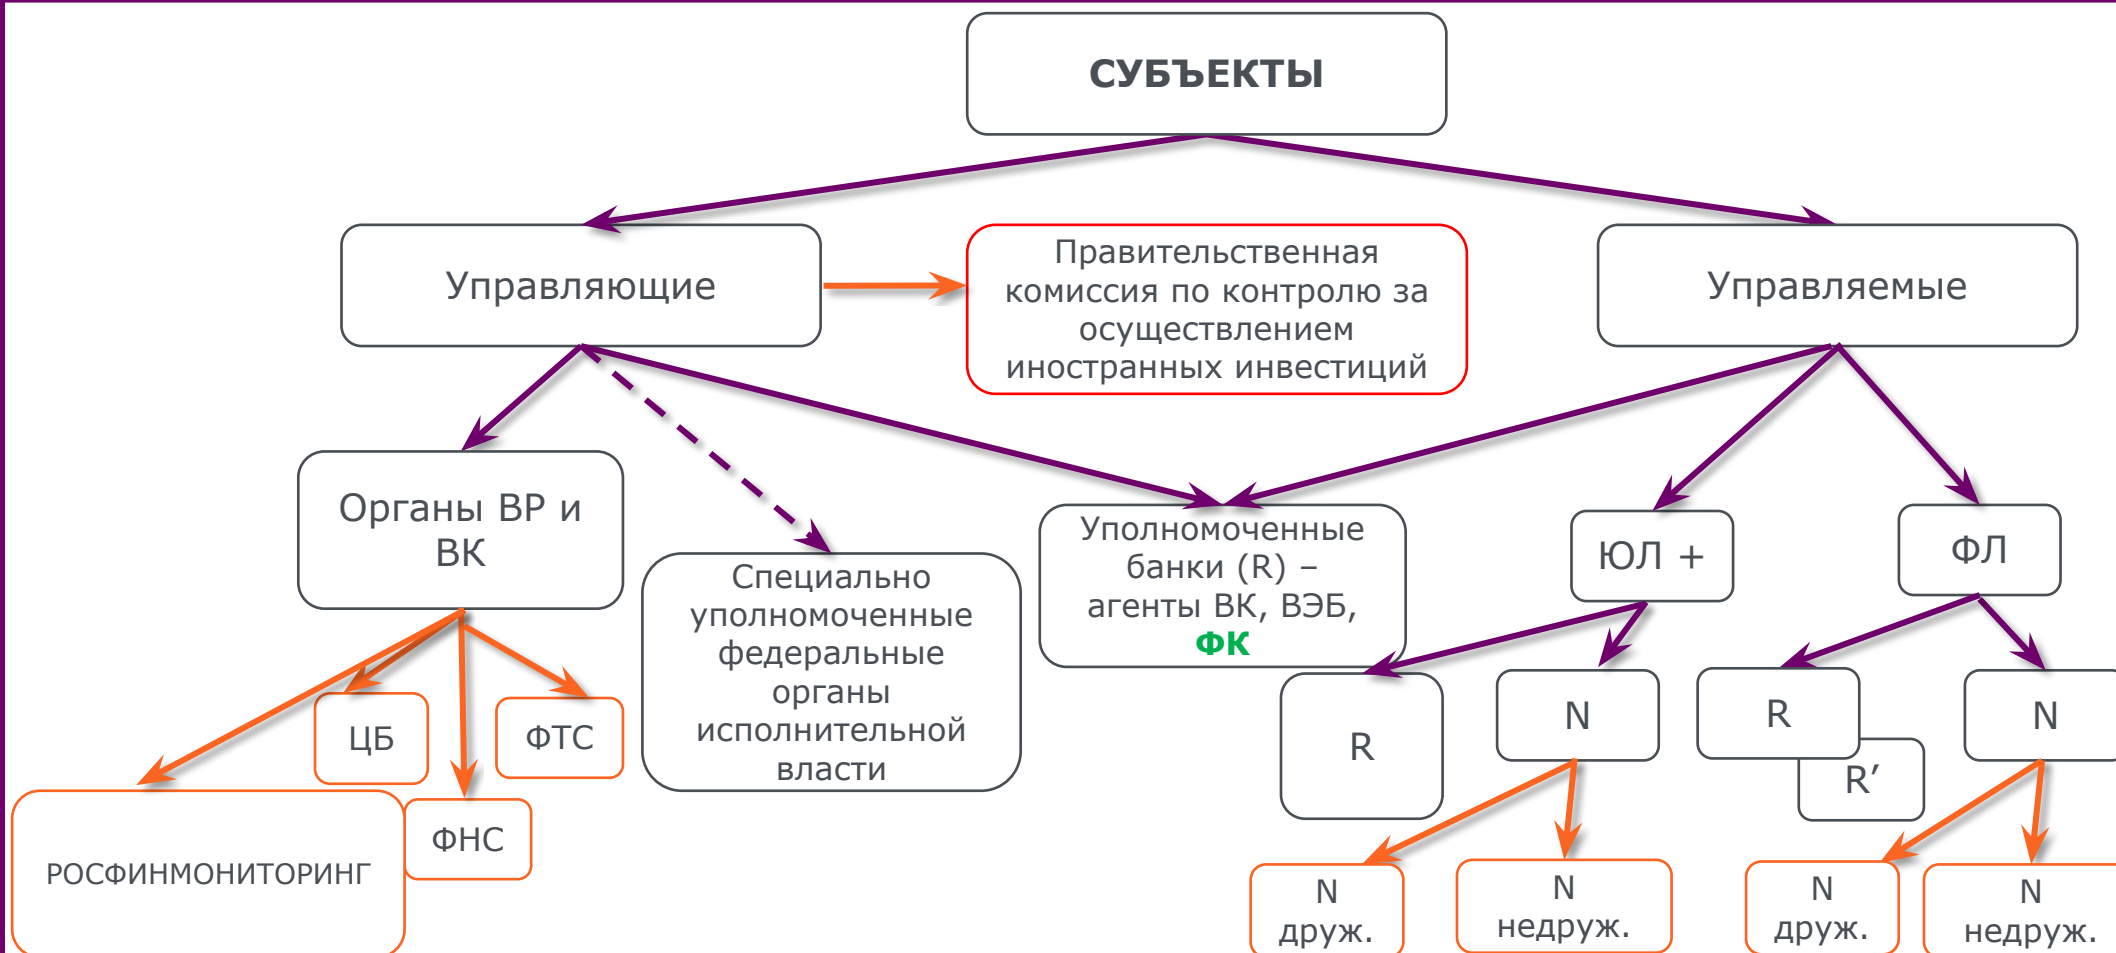 СУБЪЕКТЫ
Управляющие
Правительственная
комиссия по контролю за
осуществлением
иностранных инвестиций
Управляемые
Органы ВР и
ВК
Специально
уполномоченные
федеральные
органы
исполнительной
власти
Уполномоченные
банки (R) –
агенты ВК, ВЭБ,
ФК
ЮЛ +
ФЛ
ЦБ
ФТС
ФНС
РОСФИНМОНИТОРИНГ
R
N
R
R’
N
N
друж.
N
недруж.
N
друж.
N
недруж.